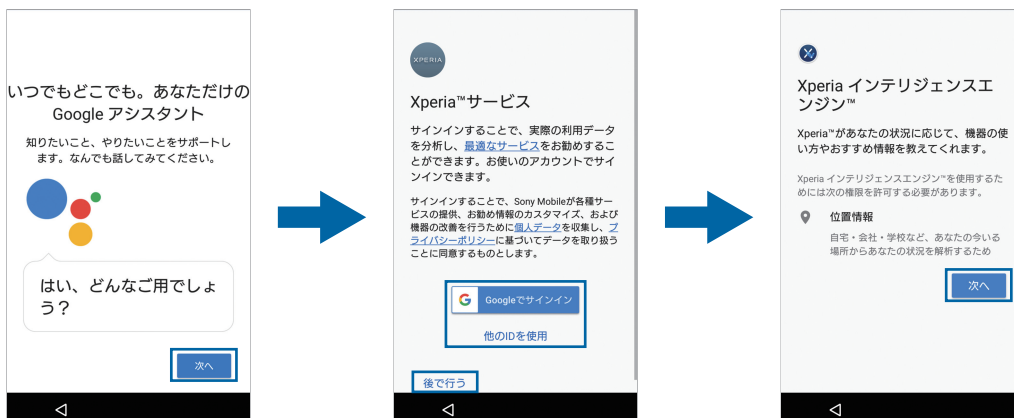 いつでもどこでも。あなただけの
Google アシスタント
知りたいこと、やりたいことをサポートし
ます。なんでも話してみてください。
はい、どんなご用でしょ
う？
次へ
XPERIA
Xperia™サービス
サインインすることで、実際の利用データ
を分析し、最適なサービスをお勧めするこ
とができます。お使いのアカウントでサイ
ンインできます。
サインインすることで、Sony Mobileが各種サー
ビスの提供、お勧め情報のカスタマイズ、および
機器の改善を行うために個人データを収集し、プ
ライバシーポリシーに基づいてデータを取り扱う
ことに同意するものとします。
G Googleでサインイン
他のIDを使用
後で行う
Xperia インテリジェンスエ
ンジン™
Xperia™があなたの状況に応じて、機器の使
い方やおすすめ情報を教えてくれます。
Xperia インテリジェンスエンジン™を使用するた
めには次の権限を許可する必要があります。
位置情報
自宅・会社・学校など、あなたの今いる
場所からあなたの状況を解析するため
次へ